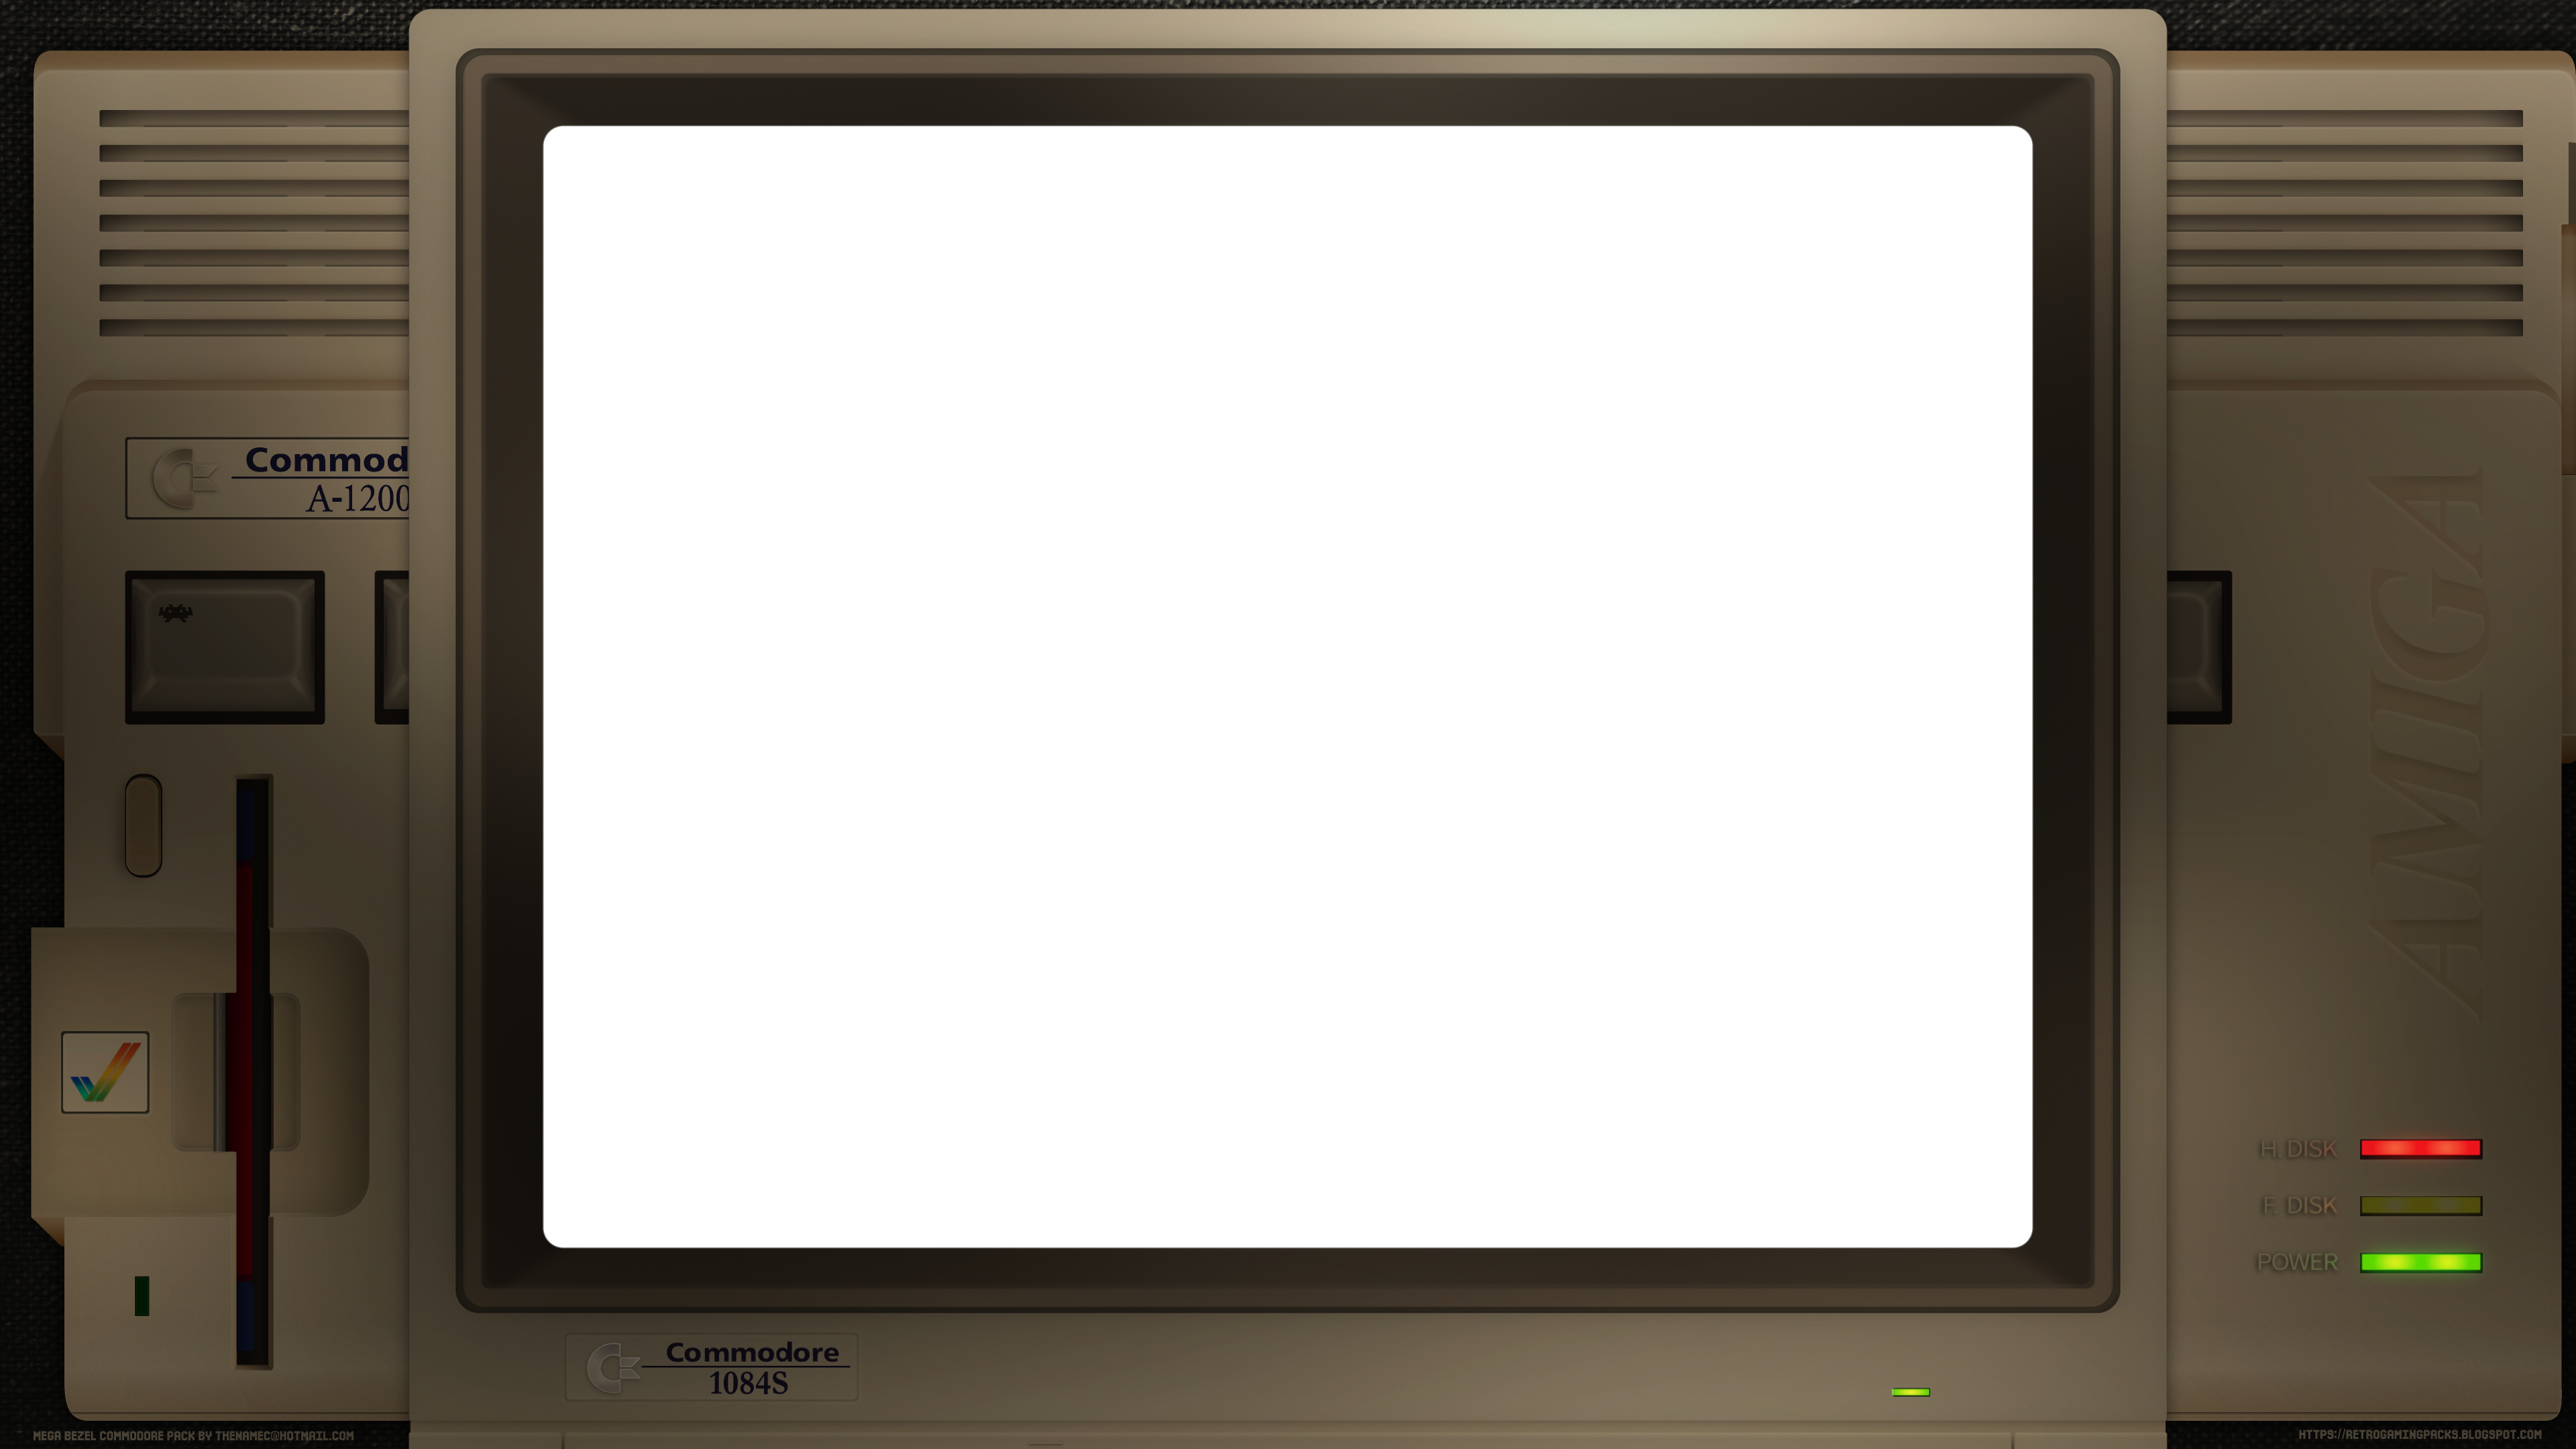 Commod
A-1200
AMIGA
H. DISK
F. DISK
POWER
Commodore
1084S
MEGA BEZEL COMMODORE PACK BY THENAMEC@HOTMAIL.COM
HTTPS://RETROGAMINGPACKS.BLOGSPOT.COM